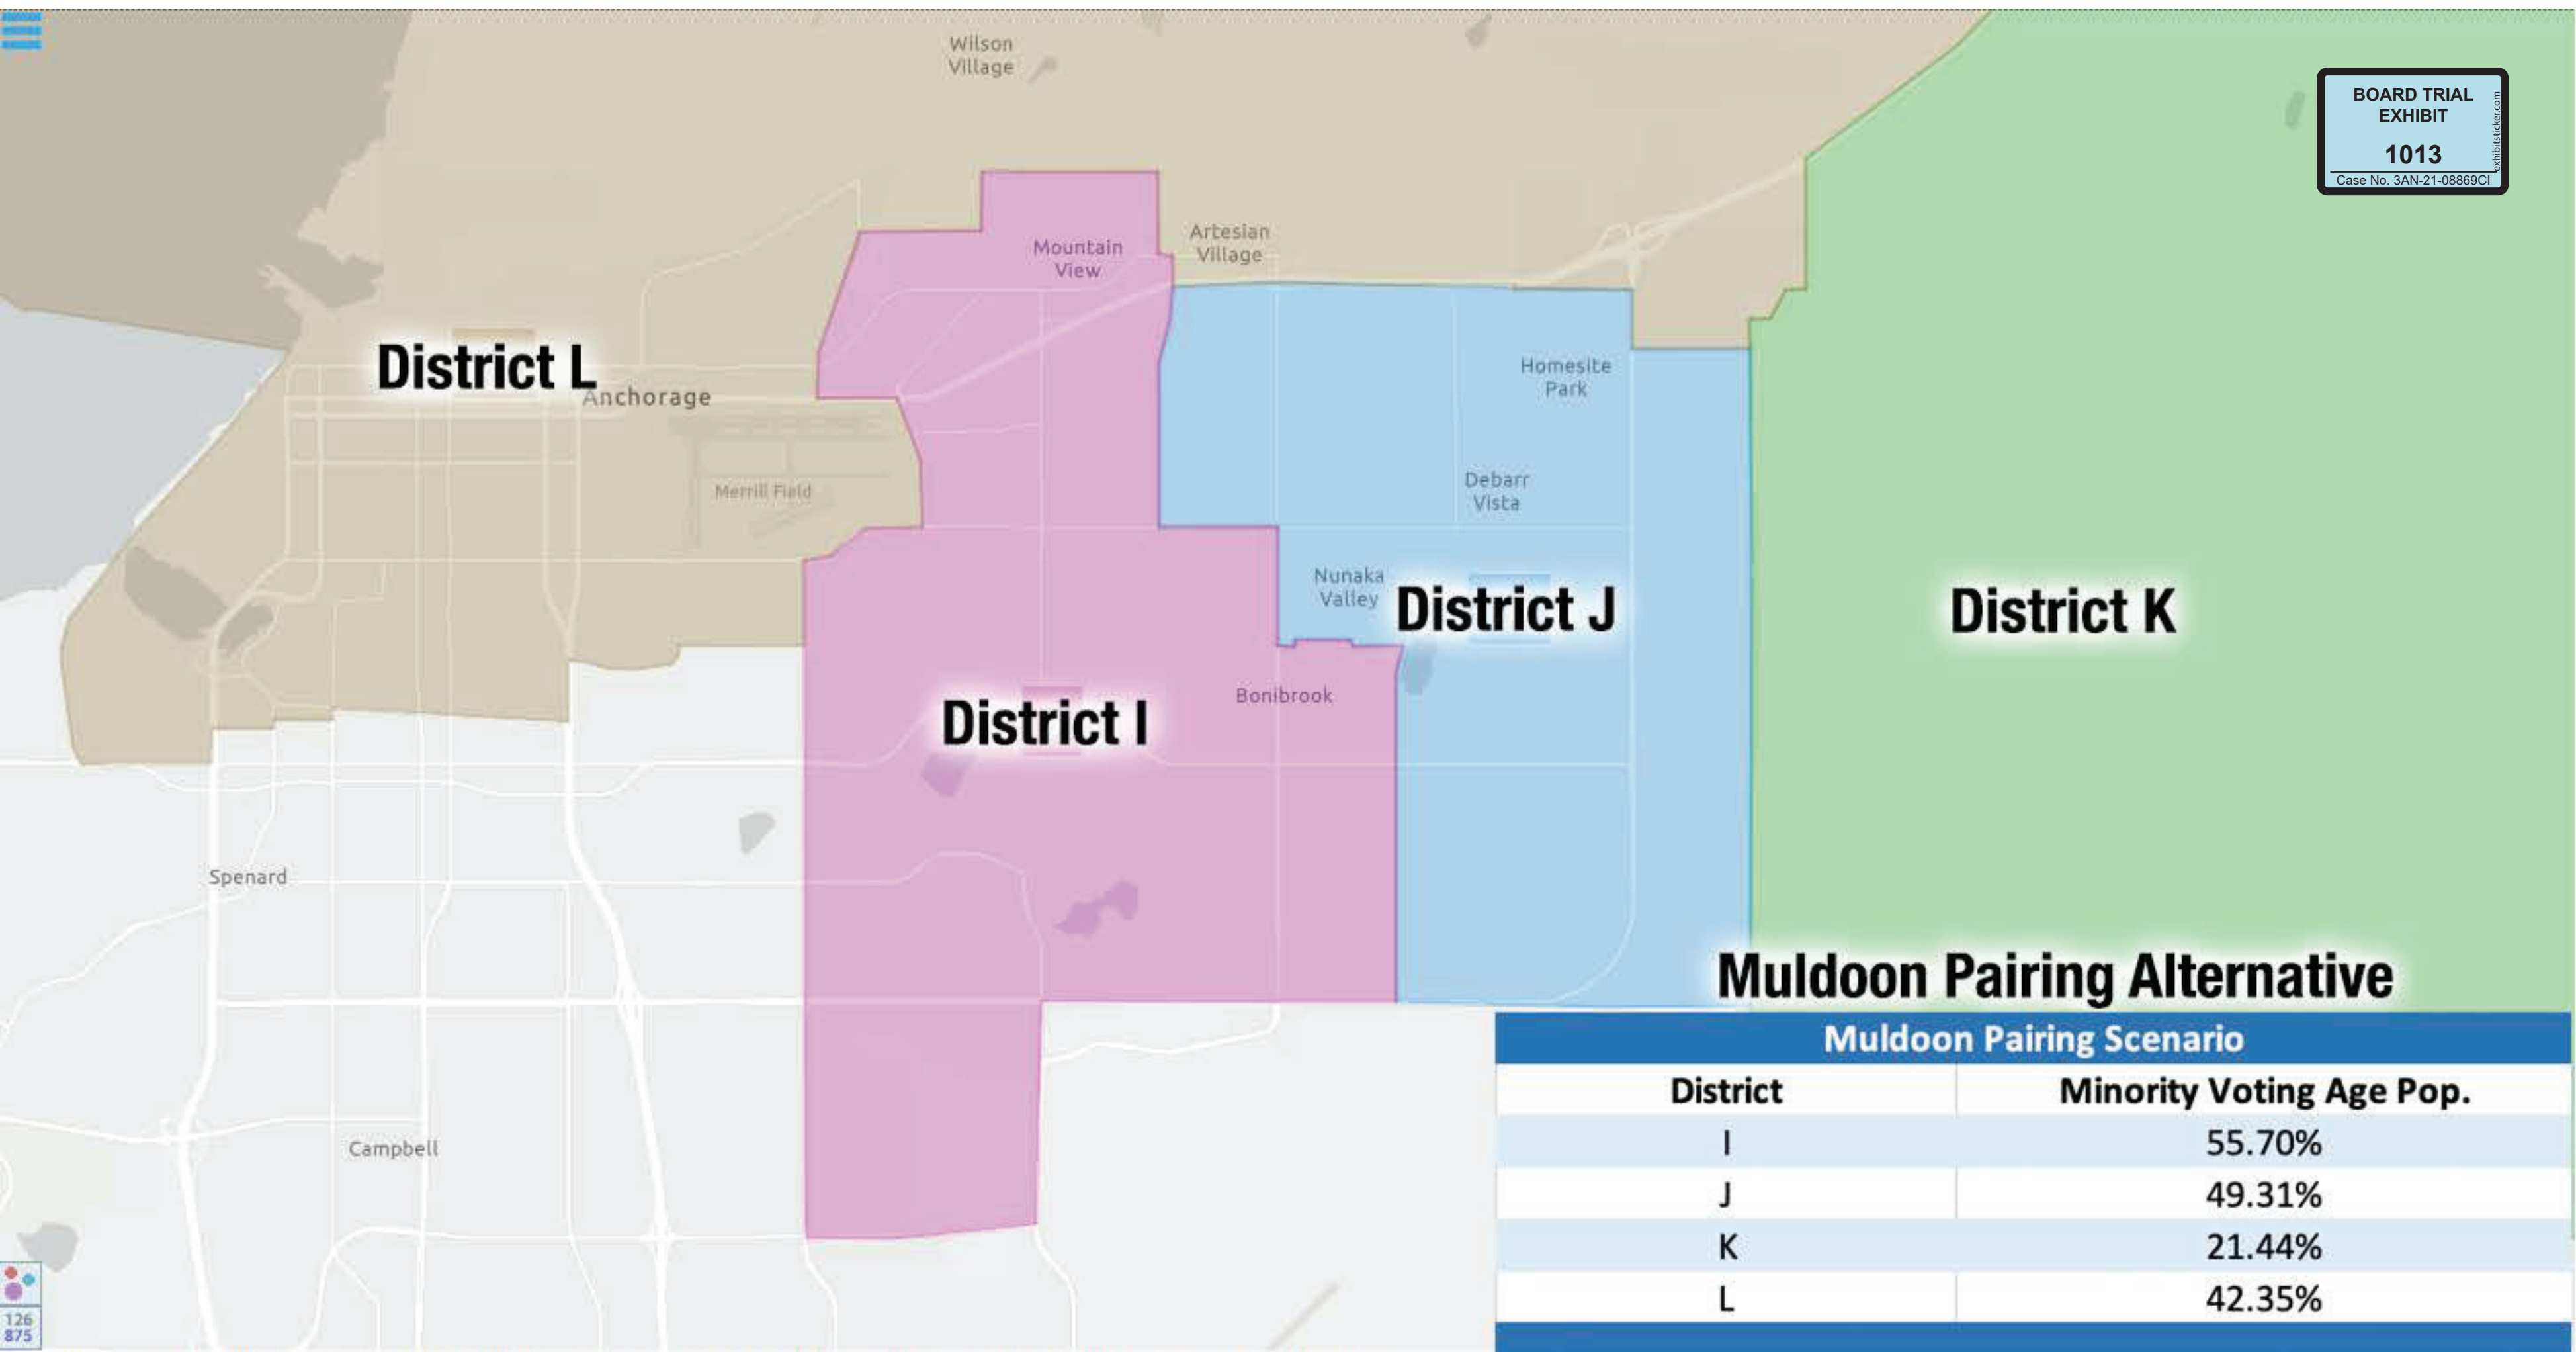 Wilson
Village
BOARD TRIAL
EXHIBIT
1013
Case No. 3AN-21-08869CI
exhibitsticker.com
Mountain
View
Artesian
Village
District L
Anchorage
Homesite
Park
Merrill Field
Debarr
Vista
Nunaka
Valley
District J
District K
Bonibrook
District I
Spenard
Campbell
Muldoon Pairing Alternative
Muldoon Pairing Scenario
District Minority Voting Age Pop.
I 55.70%
J 49.31%
K 21.44%
L 42.35%
126
875